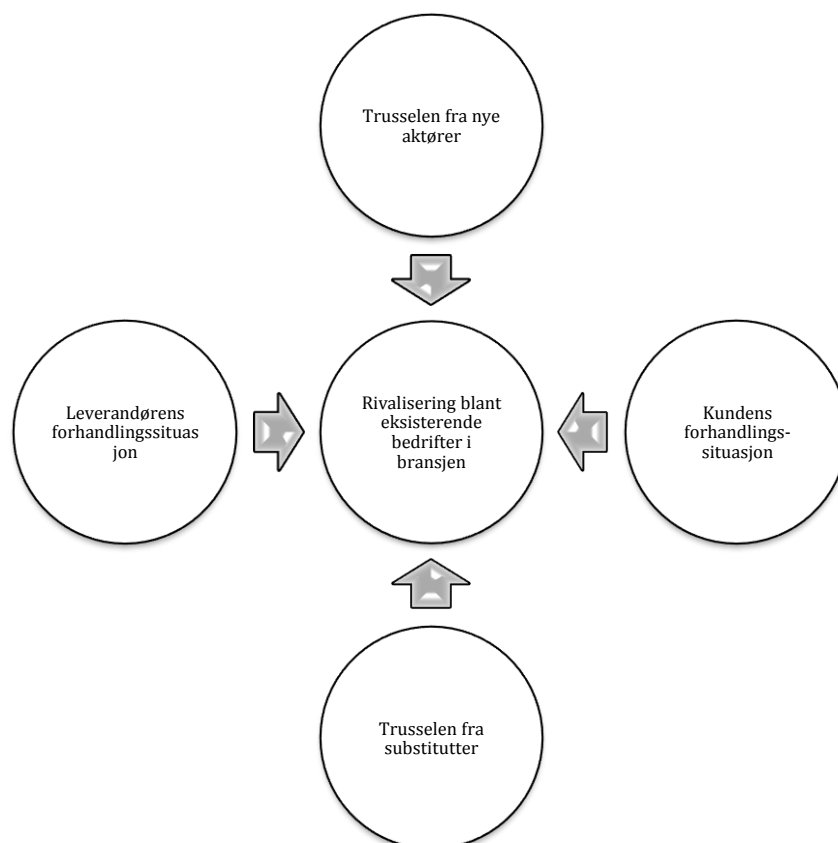 Trusselen fra nye
aktører
Leverandørens
forhandlingssituas
jon
Rivalisering blant
eksisterende
bedrifter i
bransjen
Kundens
forhandlings-
situasjon
Trusselen fra
substitutter